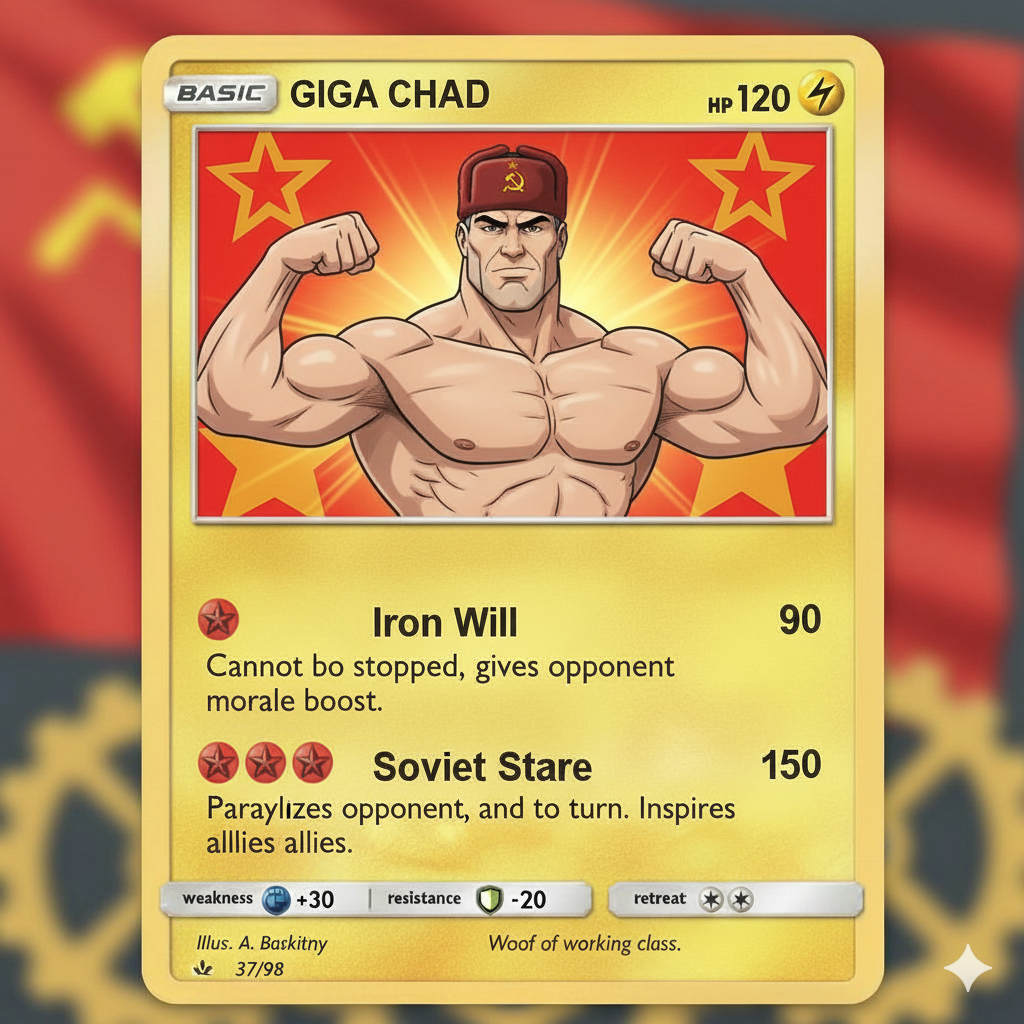 BASIC GIGA CHAD HP 120
Iron Will 90
Cannot bo stopped, gives opponent
morale boost.
Soviet Stare 150
Paraylizes opponent, and to turn. Inspires
alllies allies.
weakness +30 resistance -20 retreat
Illus. A. Baskitny Woof of working class.
37/98